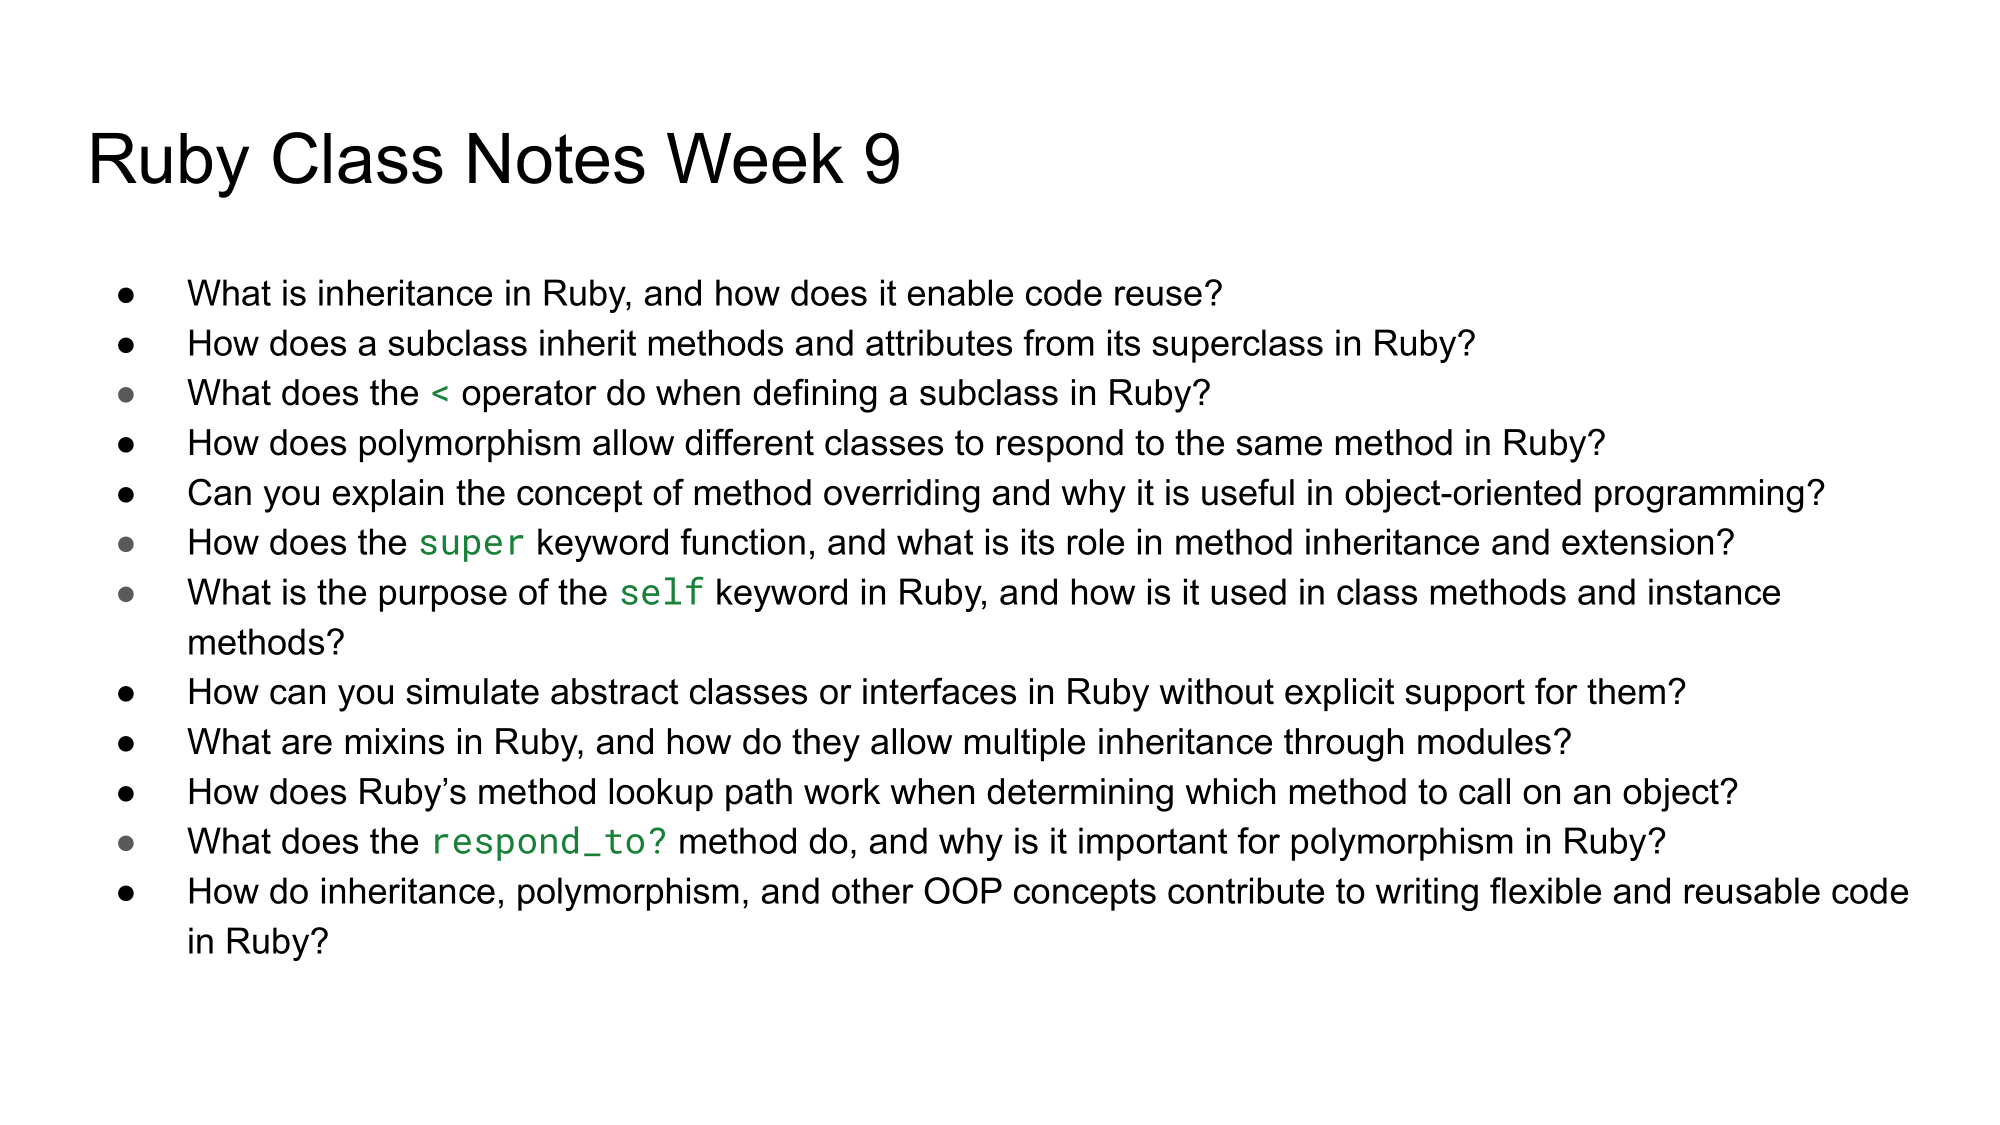 Ruby Class Notes Week 9
● What is inheritance in Ruby, and how does it enable code reuse?
● How does a subclass inherit methods and attributes from its superclass in Ruby?
● What does the < operator do when defining a subclass in Ruby?
● How does polymorphism allow different classes to respond to the same method in Ruby?
● Can you explain the concept of method overriding and why it is useful in object-oriented programming?
● How does the super keyword function, and what is its role in method inheritance and extension?
● What is the purpose of the self keyword in Ruby, and how is it used in class methods and instance
methods?
● How can you simulate abstract classes or interfaces in Ruby without explicit support for them?
● What are mixins in Ruby, and how do they allow multiple inheritance through modules?
● How does Ruby’s method lookup path work when determining which method to call on an object?
● What does the respond_to? method do, and why is it important for polymorphism in Ruby?
● How do inheritance, polymorphism, and other OOP concepts contribute to writing flexible and reusable code
in Ruby?